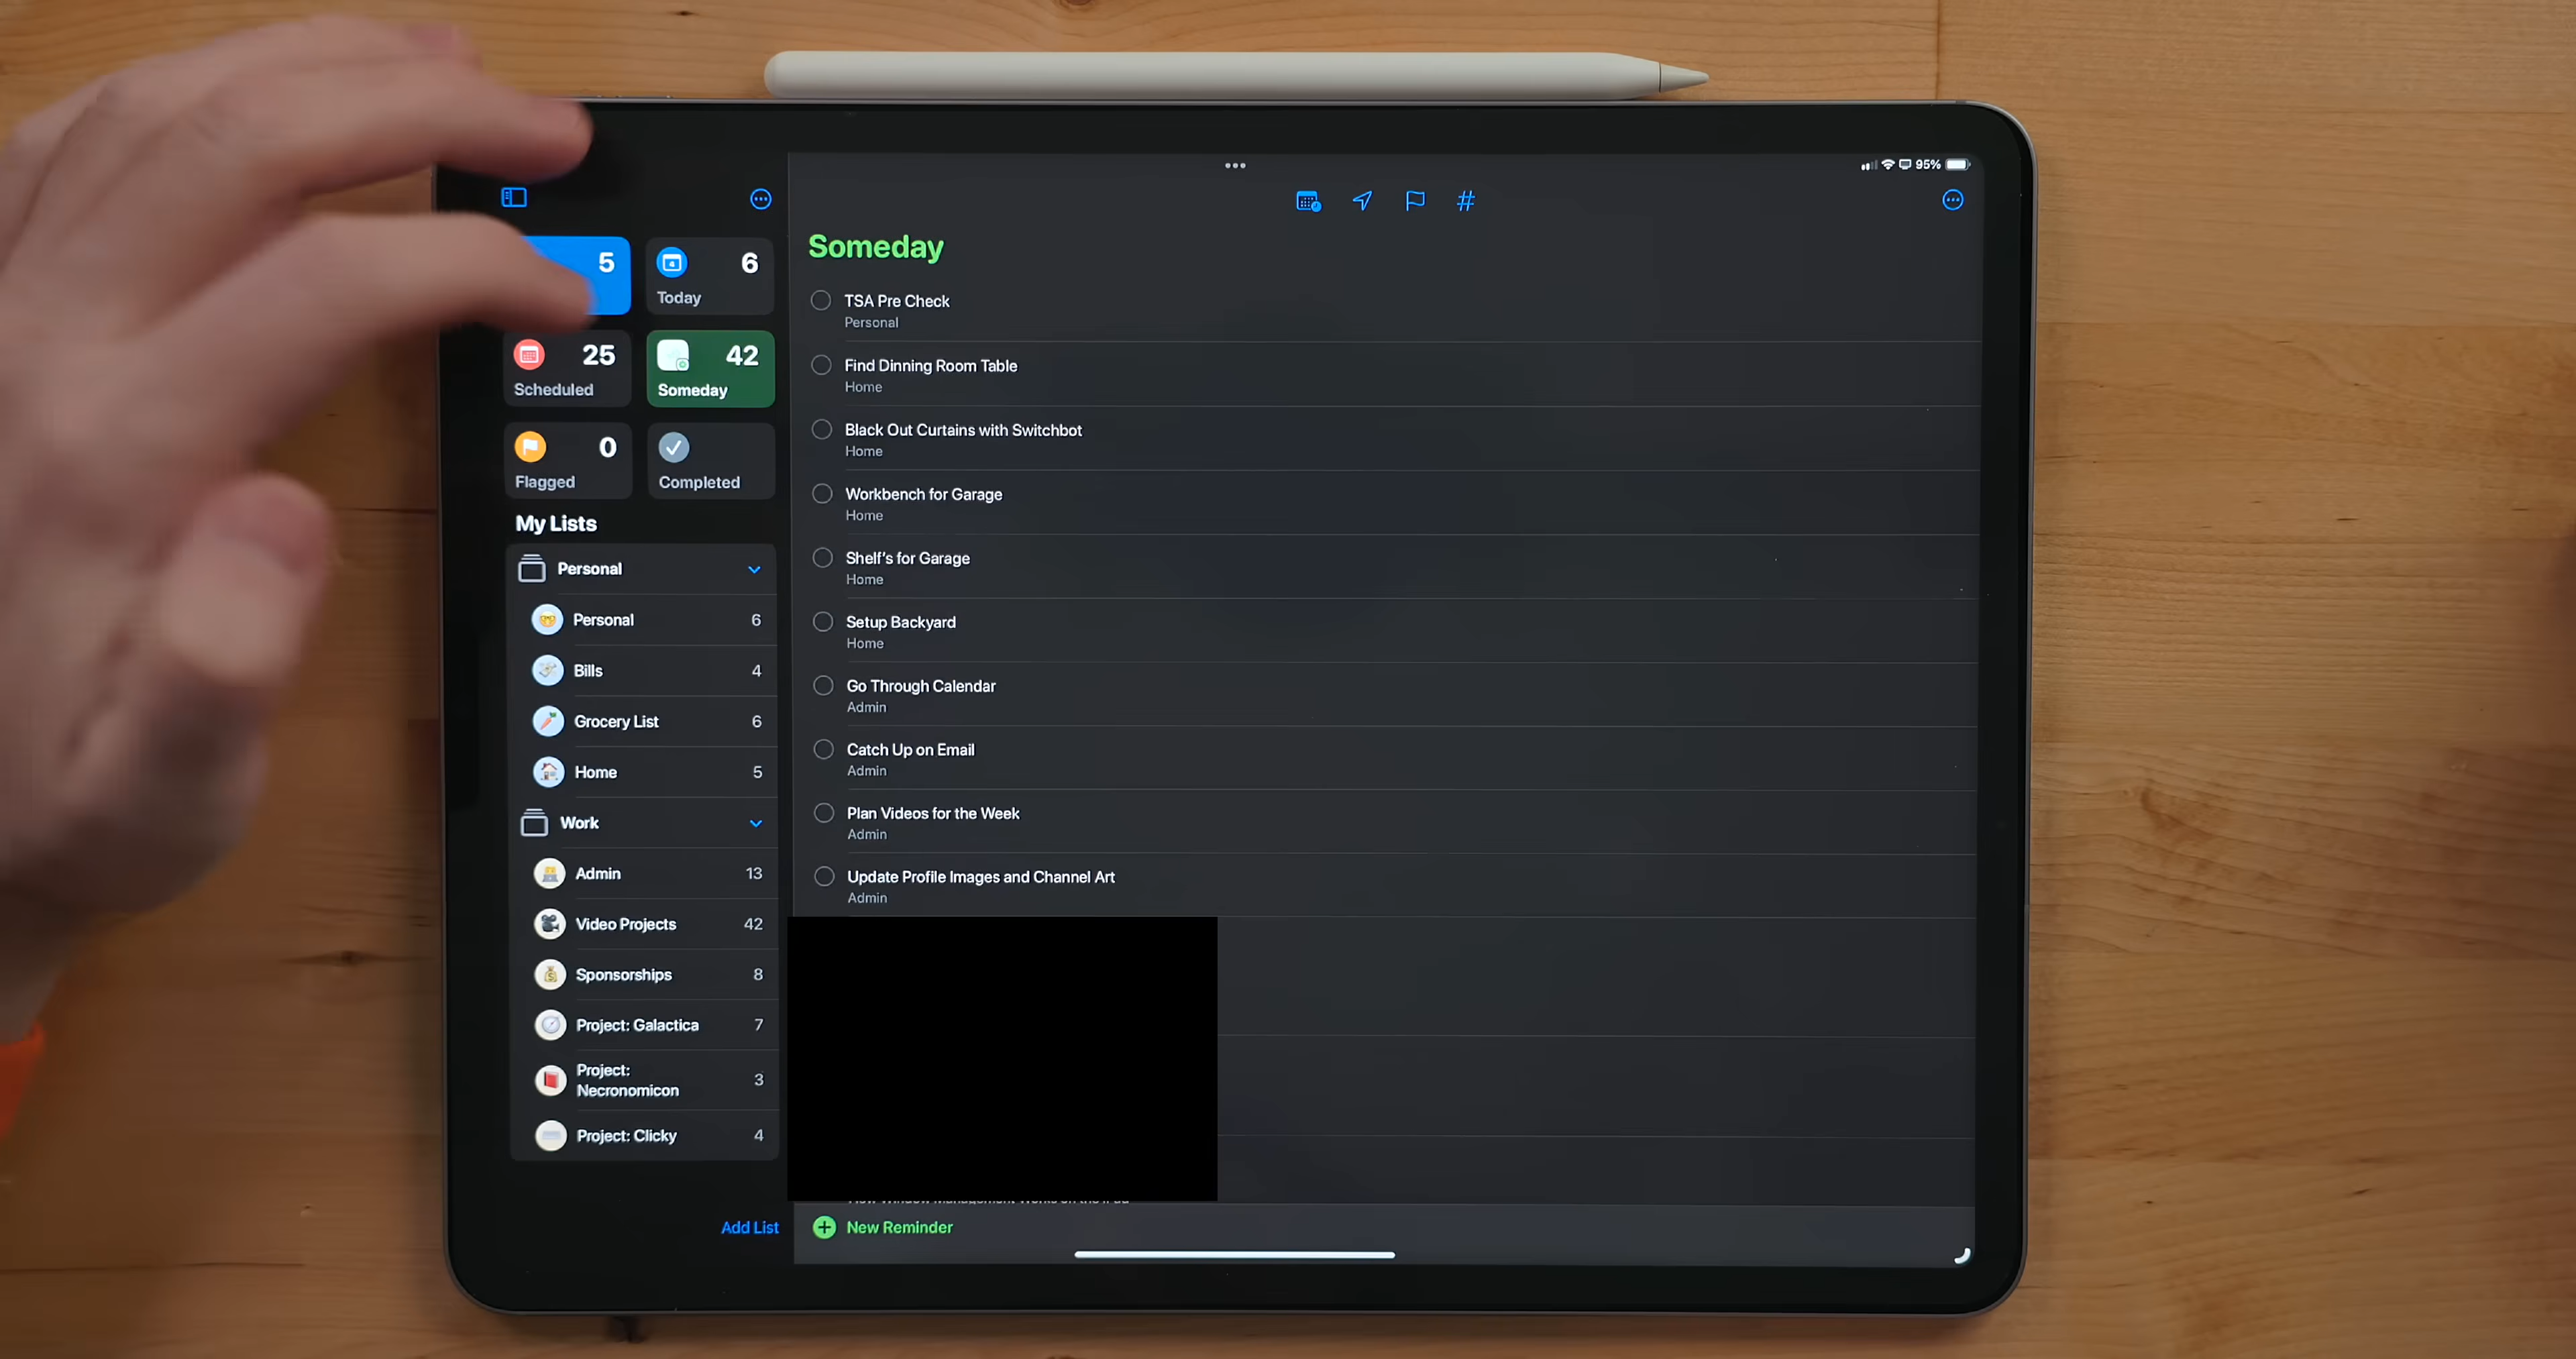 95%
5
6
Today
25
Scheduled
42
Someday
0
Flagged
Completed
My Lists
Personal
Personal 6
Bills 4
Grocery List 6
Home 5
Work
Admin 13
Video Projects 42
Sponsorships 8
Project: Galactica 7
Project:
Necronomicon 3
Project: Clicky 4
Add List
#
Someday
TSA Pre Check
Personal
Find Dinning Room Table
Home
Black Out Curtains with Switchbot
Home
Workbench for Garage
Home
Shelf's for Garage
Home
Setup Backyard
Home
Go Through Calendar
Admin
Catch Up on Email
Admin
Plan Videos for the Week
Admin
Update Profile Images and Channel Art
Admin
New Reminder